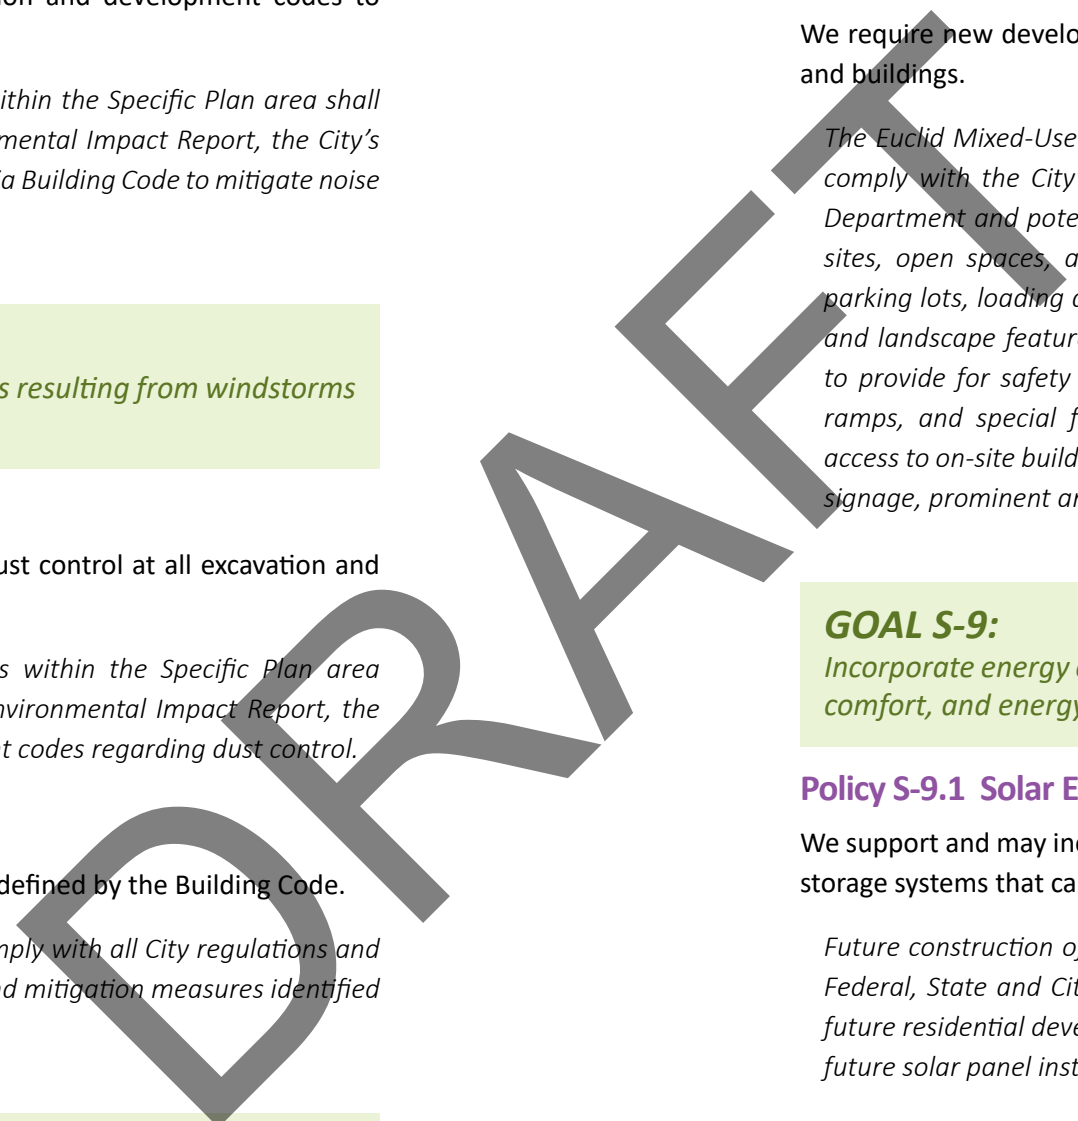 ion and development codes to
ithin the Specific Plan area shall
mental Impact Report, the City's
ia Building Code to mitigate noise
s resulting from windstorms
ust control at all excavation and
s within the Specific Plan area
nvironmental Impact Report, the
nt codes regarding dust control.
defined by the Building Code.
mply with all City regulations and
nd mitigation measures identified
We require new develo
and buildings.
The Euclid Mixed-Use
comply with the City
Department and pote
sites, open spaces, a
parking lots, loading
and landscape featur
to provide for safety
ramps, and special f
access to on-site build
signage, prominent ar
GOAL S-9:
Incorporate energy
comfort, and energy
Policy S-9.1 Solar E
We support and may inc
storage systems that ca
Future construction of
Federal, State and Cit
future residential deve
future solar panel inst
DRAFT